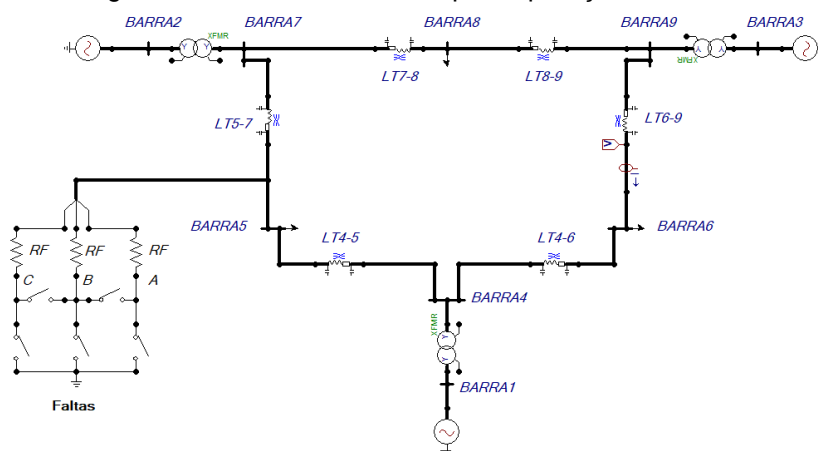 BARRA2
XFMR
BARRA7
BARRA8
BARRA9
BARRA3
XFMR
LT7-8
LT8-9
LT5-7
LT6-9
V
I
BARRA5
BARRA6
RF
RF
RF
LT4-5
LT4-6
C
B
A
BARRA4
XFMR
BARRA1
Faltas
Y
Y
Y
Y
Y
Y